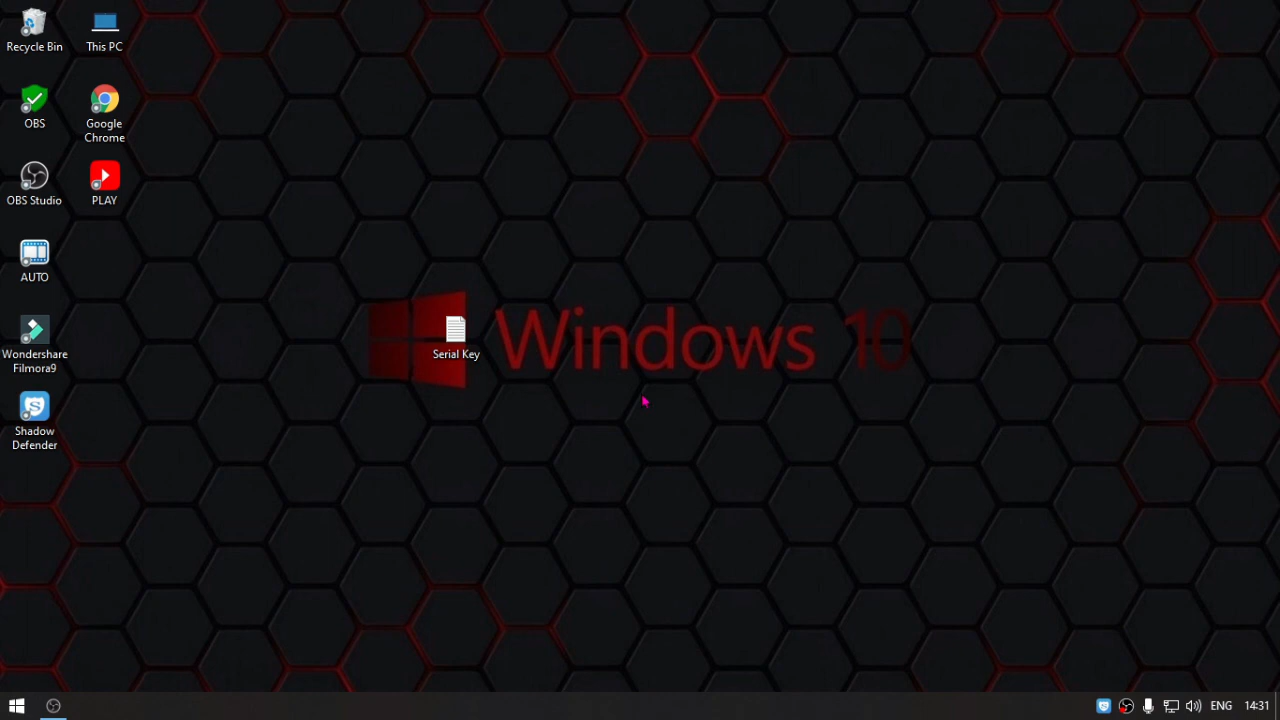 Recycle Bin
This PC
OBS
Google
Chrome
OBS Studio
PLAY
AUTO
Wondershare
Filmora9
Shadow
Defender
Serial Key
Windows 10
ENG
14:31